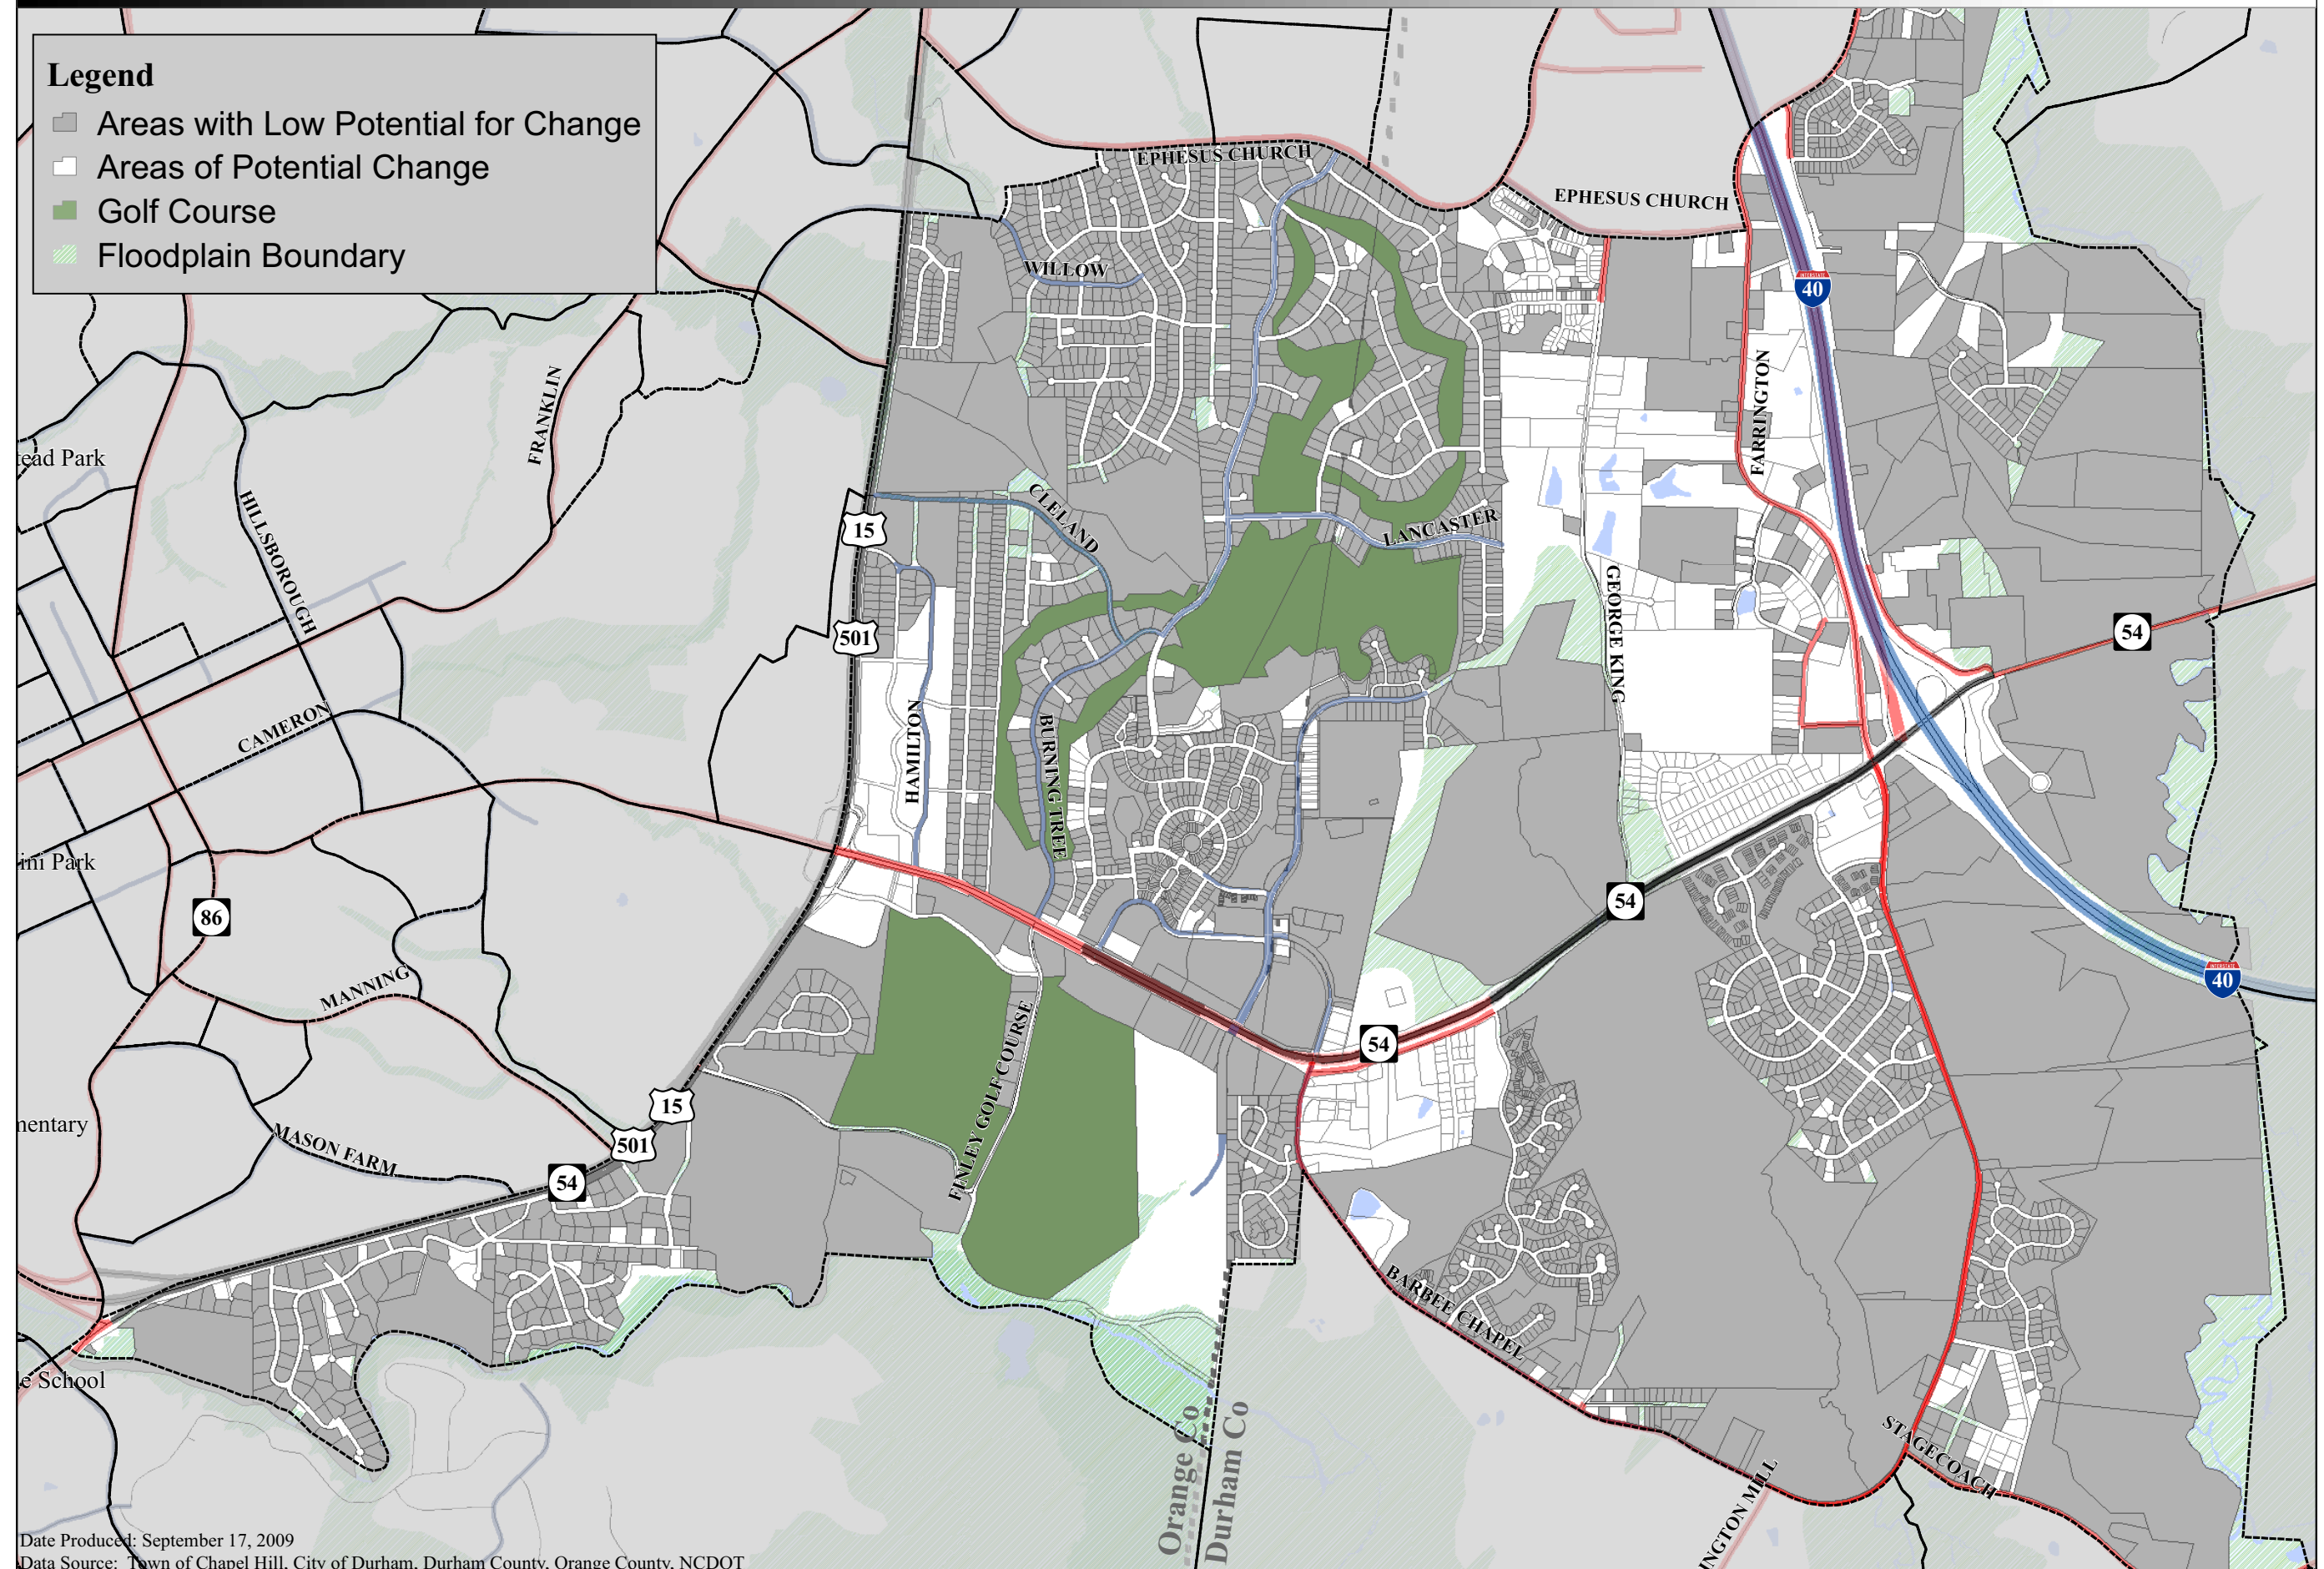 Legend
Areas with Low Potential for Change
Areas of Potential Change
Golf Course
Floodplain Boundary
EPHESUS CHURCH
EPHESUS CHURCH
WILLOW
40
FRANKLIN
FARRINGTON
tead Park
HILLSBOROUGH
CLELAND
15
LANCASTER
GEORGE KING
501
54
CAMERON
HAMILTON
BURNING TREE
ini Park
86
54
MANNING
40
FINLEY GOLF COURSE
54
15
mentary
MASON FARM
501
54
BARBEE CHAPEL
e School
STAGECOACH
Orange Co
Durham Co
INGTON MILL
Date Produced: September 17, 2009
Data Source: Town of Chapel Hill, City of Durham, Durham County, Orange County, NCDOT